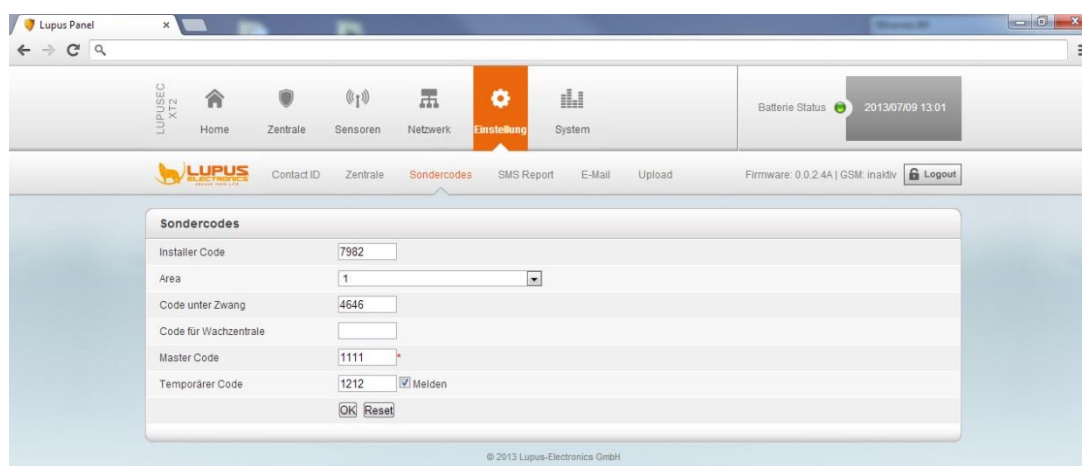 Lupus Panel
LUPUSEC
XT2
Home
Zentrale
Sensoren
Netzwerk
Einstellung
System
Batterie Status
2013/07/09 13:01
LUPUS
ELECTRONICS
Contact ID
Zentrale
Sondercodes
SMS Report
E-Mail
Upload
Firmware: 0.0.2.4A | GSM: inaktiv
Logout
Sondercodes
Installer Code 7982
Area 1
Code unter Zwang 4646
Code für Wachzentrale
Master Code 1111 *
Temporärer Code 1212 Melden
OK Reset
© 2013 Lupus-Electronics GmbH